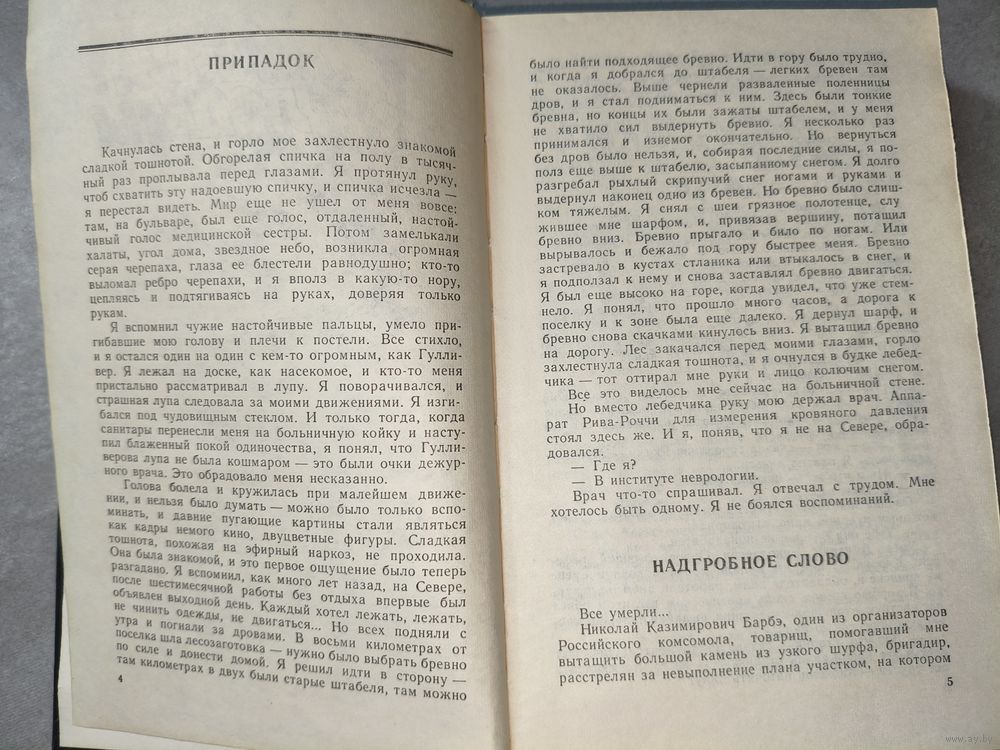 ПРИПАДОК
Качнулась стена, и горло мое захлестнуло знакомой
сладкой тошнотой. Обгорелая спичка на полу в тысяч-
ный раз проплывала перед глазами. Я протянул руку,
чтоб схватить эту надоевшую спичку, и спичка исчезла —
я перестал видеть. Мир еще не ушел от меня вовсе:
там, на бульваре, был еще голос, отдаленный, настой-
чивый голос медицинской сестры. Потом замелькали
халаты, угол дома, звездное небо, возникла огромная
серая черепаха, глаза ее блестели равнодушно; кто-то
выломал ребро черепахи, и я вполз в какую-то нору,
цепляясь и подтягиваясь на руках, доверяя только
рукам.
Я вспомнил чужие настойчивые пальцы, умело при-
гибавшие мою голову и плечи к постели. Все стихло,
и я остался один на один с кем-то огромным, как Гулли-
вер. Я лежал на доске, как насекомое, и кто-то меня
пристально рассматривал в лупу. Я поворачивался, и
страшная лупа следовала за моими движениями. Я изги-
бался под чудовищным стеклом. И только тогда, когда
санитары перенесли меня на больничную койку и насту-
пил блаженный покой одиночества, я понял, что Гулли-
верова лупа не была кошмаром — это были очки дежур-
ного врача. Это обрадовало меня несказанно.
Голова болела и кружилась при малейшем движе-
нии, и нельзя было думать — можно было только вспо-
минать, и давние пугающие картины стали являться
как кадры немого кино, двуцветные фигуры. Сладкая
тошнота, похожая на эфирный наркоз, не проходила.
Она была знакомой, и это первое ощущение было теперь
разгадано. Я вспомнил, как много лет назад, на Севере,
после шестимесячной работы без отдыха впервые был
объявлен выходной день. Каждый хотел лежать, лежать,
не чинить одежды, не двигаться... Но всех подняли с
утра и погнали за дровами. В восьми километрах от
поселка шла лесозаготовка — нужно было выбрать бревно
по силе и донести домой. Я решил идти в сторону —
там километрах в двух были старые штабеля, там можно
4
было найти подходящее бревно. Идти в гору было трудно,
и когда я добрался до штабеля — легких бревен там
не оказалось. Выше чернели разваленные поленницы
дров, и я стал подниматься к ним. Здесь были тонкие
бревна, но концы их были зажаты штабелем, и у меня
не хватило сил выдернуть бревно. Я несколько раз
принимался и изнемог окончательно. Но вернуться
без дров было нельзя, и, собирая последние силы, я по-
полз еще выше к штабелю, засыпанному снегом. Я долго
разгребал рыхлый скрипучий снег ногами и руками и
выдернул наконец одно из бревен. Но бревно было слиш-
ком тяжелым. Я снял с шеи грязное полотенце, слу
жившее мне шарфом, и, привязав вершину, потащил
бревно вниз. Бревно прыгало и било по ногам. Или
вырывалось и бежало под гору быстрее меня. Бревно
застревало в кустах стланика или втыкалось в снег, и
я подползал к нему и снова заставлял бревно двигаться.
Я был еще высоко на горе, когда увидел, что уже стем-
нело. Я понял, что прошло много часов, а дорога к
поселку и к зоне была еще далеко. Я дернул шарф, и
бревно снова скачками кинулось вниз. Я вытащил бревно
на дорогу. Лес закачался перед моими глазами, горло
захлестнула сладкая тошнота, и я очнулся в будке лебед-
чика — тот оттирал мне руки и лицо колючим снегом.
Все это виделось мне сейчас на больничной стене.
Но вместо лебедчика руку мою держал врач. Аппа-
рат Рива-Роччи для измерения кровяного давления
стоял здесь же. И я, поняв, что я не на Севере, обра-
довался.
— Где я?
— В институте неврологии.
Врач что-то спрашивал. Я отвечал с трудом. Мне
хотелось быть одному. Я не боялся воспоминаний.
НАДГРОБНОЕ СЛОВО
Все умерли...
Николай Казимирович Барбэ, один из организаторов
Российского комсомола, товарищ, помогавший мне
вытащить большой камень из узкого шурфа, бригадир,
расстрелян за невыполнение плана участком, на котором
5
www.ay.by